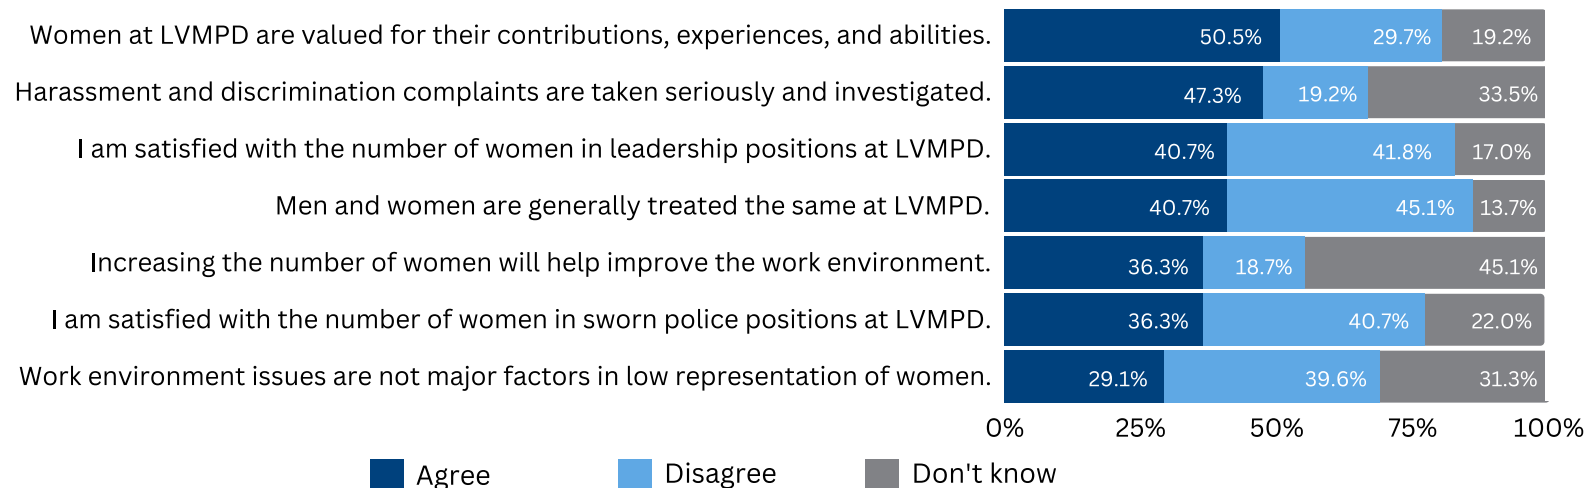 Women at LVMPD are valued for their contributions, experiences, and abilities. 50.5% 29.7% 19.2%
Harassment and discrimination complaints are taken seriously and investigated. 47.3% 19.2% 33.5%
I am satisfied with the number of women in leadership positions at LVMPD. 40.7% 41.8% 17.0%
Men and women are generally treated the same at LVMPD. 40.7% 45.1% 13.7%
Increasing the number of women will help improve the work environment. 36.3% 18.7% 45.1%
I am satisfied with the number of women in sworn police positions at LVMPD. 36.3% 40.7% 22.0%
Work environment issues are not major factors in low representation of women. 29.1% 39.6% 31.3%
0% 25% 50% 75% 100%
Agree Disagree Don't know